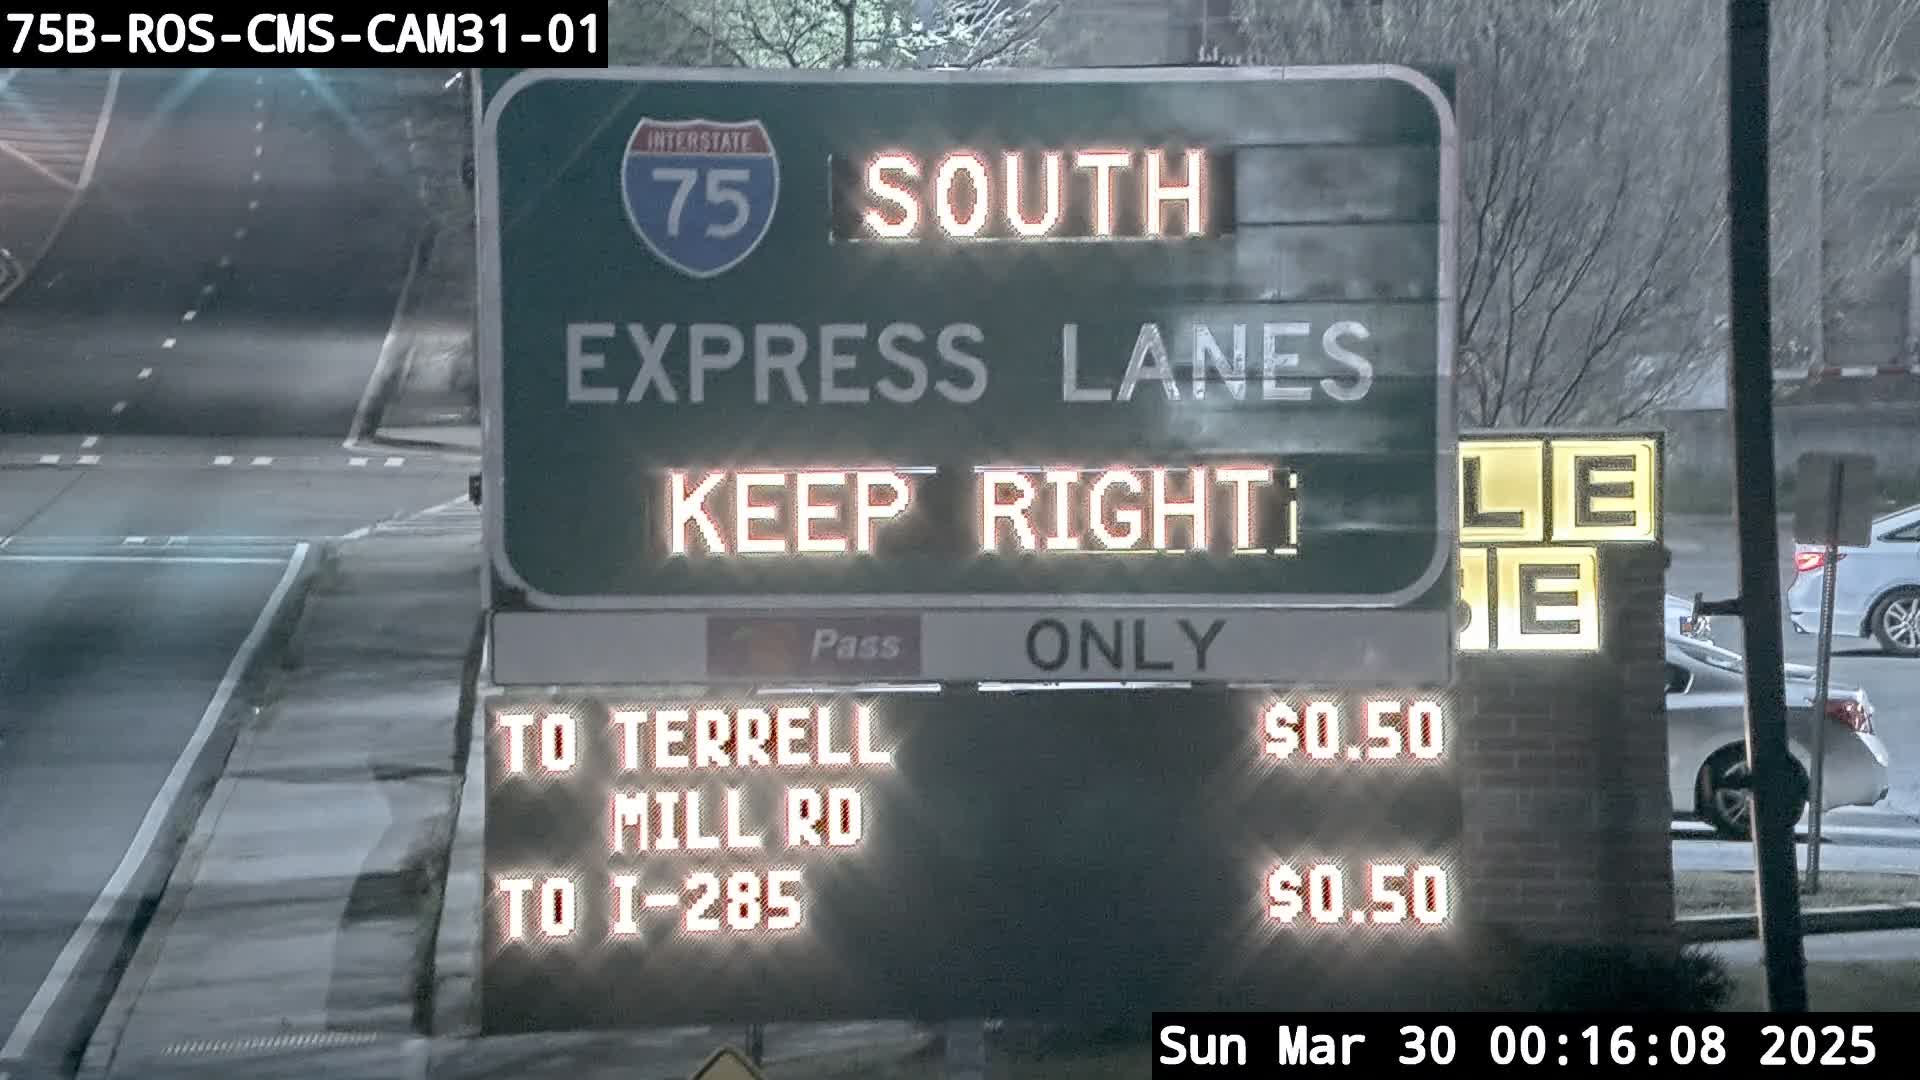 75B-ROS-CMS-CAM31-01
INTERSTATE
75
SOUTH
EXPRESS LANES
KEEP RIGHT
Pass ONLY
TO TERRELL $0.50
MILL RD
TO I-285 $0.50
LE
E
Sun Mar 30 00:16:08 2025